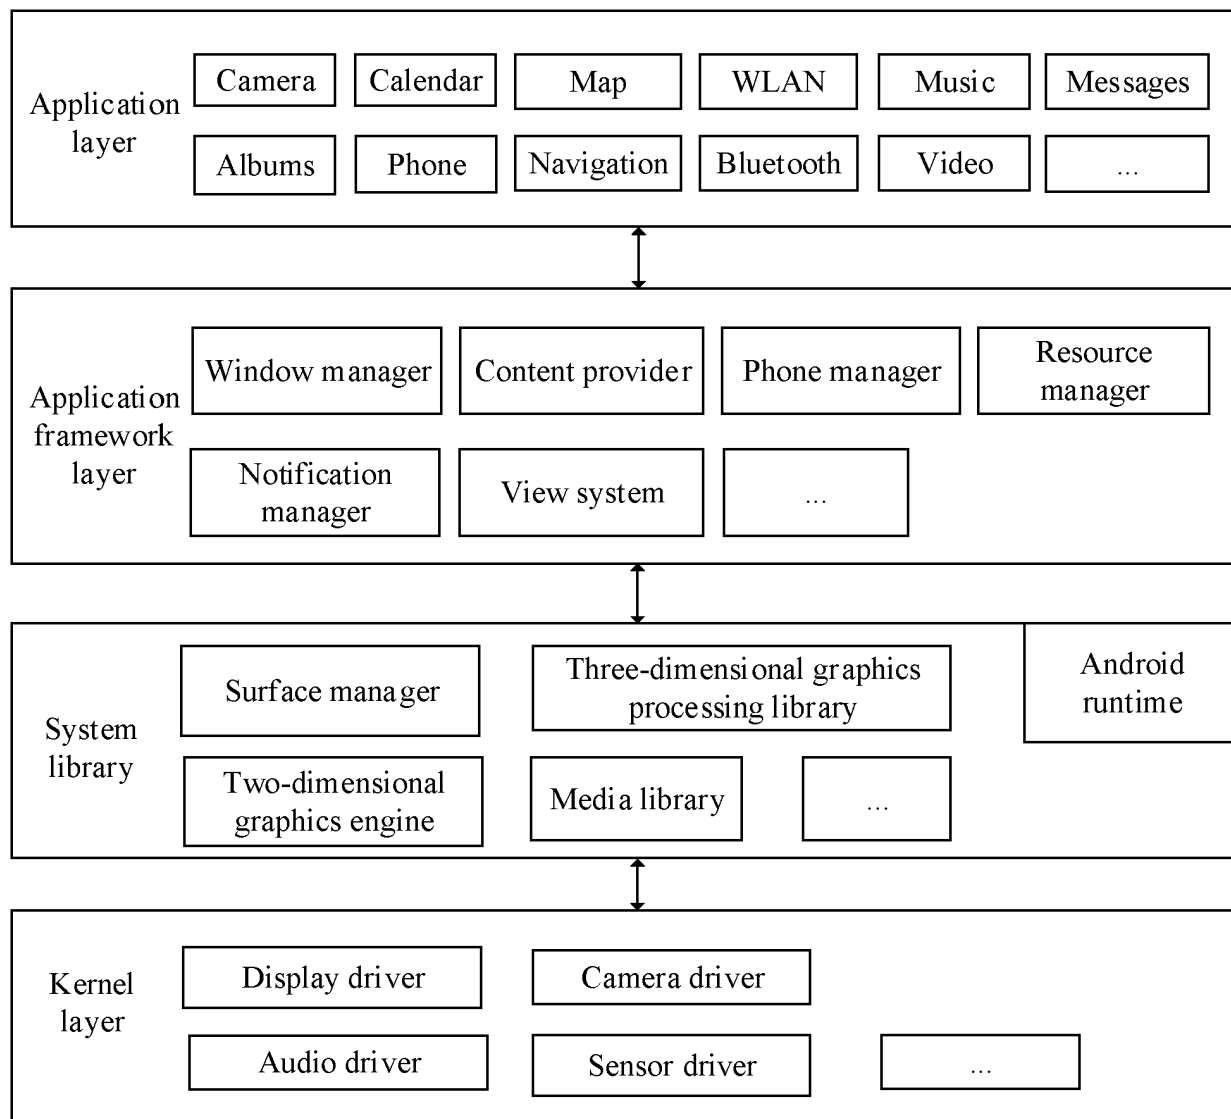 Application
layer
Camera
Calendar
Map
WLAN
Music
Messages
Albums
Phone
Navigation
Bluetooth
Video
...
Application
framework
layer
Window manager
Content provider
Phone manager
Resource
manager
Notification
manager
View system
...
System
library
Surface manager
Three-dimensional graphics
processing library
Android
runtime
Two-dimensional
graphics engine
Media library
...
Kernel
layer
Display driver
Camera driver
Audio driver
Sensor driver
...